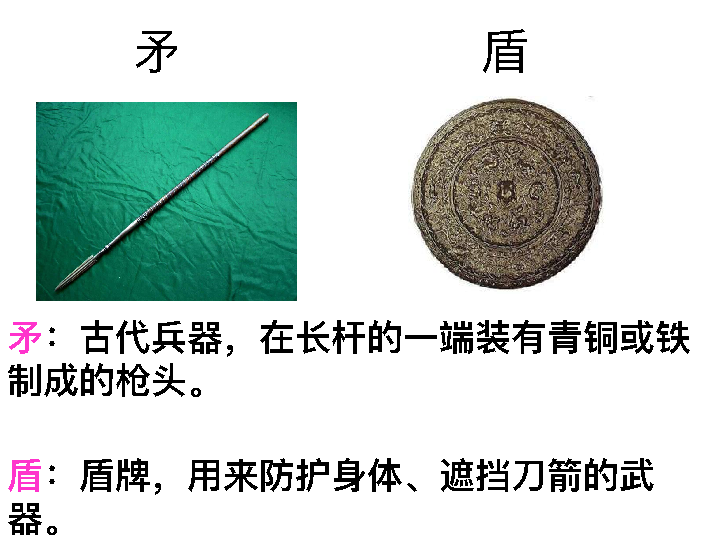 矛 盾
矛：古代兵器，在长杆的一端装有青铜或铁
制成的枪头。
盾：盾牌，用来防护身体、遮挡刀箭的武
器。